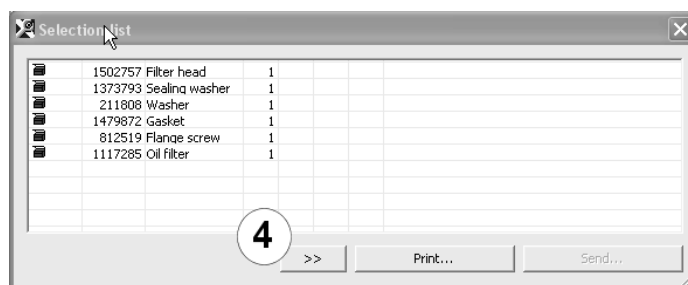 Selection list
1502757 Filter head 1
1373793 Sealing washer 1
211808 Washer 1
1479872 Gasket 1
812519 Flange screw 1
1117285 Oil filter 1
4
>> Print... Send...